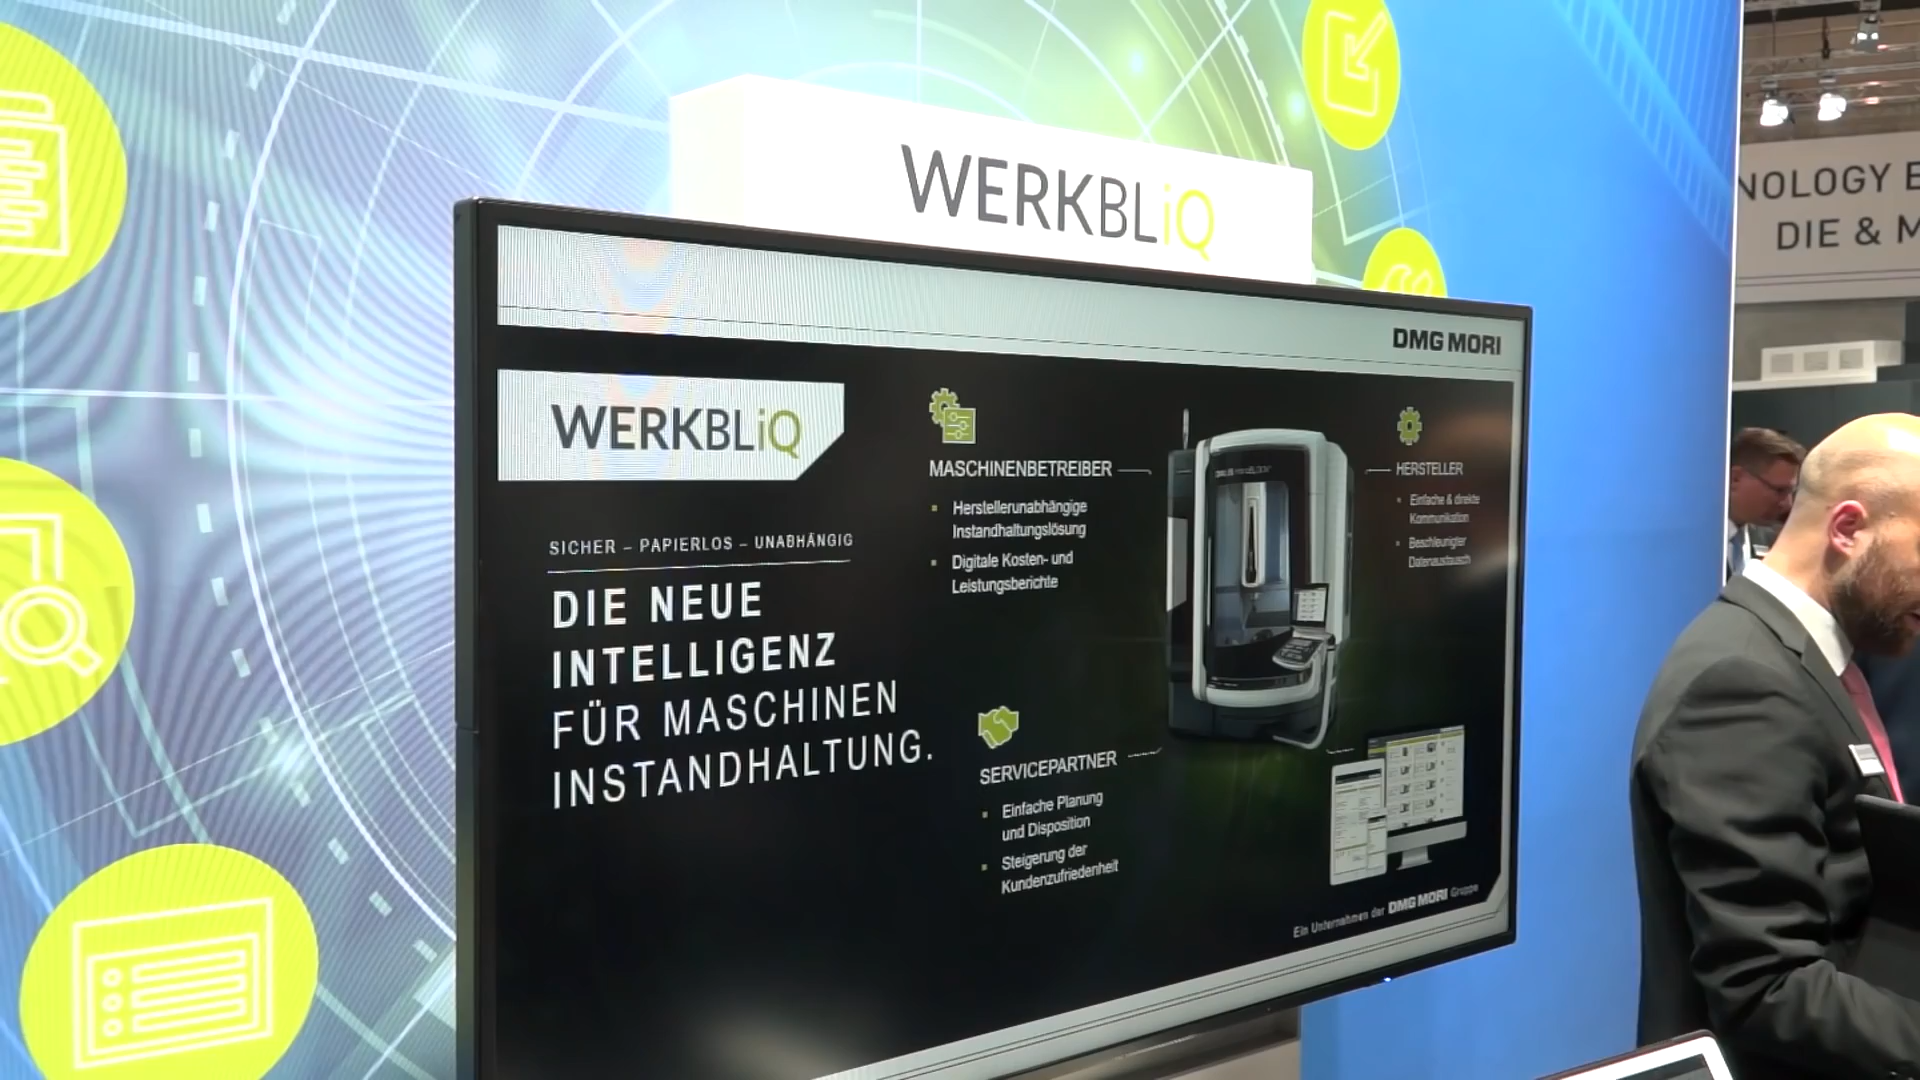 WERKBLiQ
NOLOGY E
DIE & M
DMG MORI
WERKBLiQ
SICHER – PAPIERLOS – UNABHÄNGIG
DIE NEUE
INTELLIGENZ
FÜR MASCHINEN
INSTANDHALTUNG.
MASCHINENBETREIBER
Herstellerunabhängige
Instandhaltungslösung
Digitale Kosten- und
Leistungsberichte
HERSTELLER
Einfache & direkte
Kommunikation
Beschleunigter
Datenaustausch
SERVICEPARTNER
Einfache Planung
und Disposition
Steigerung der
Kundenzufriedenheit
Ein Unternehmen der DMG MORI Gruppe